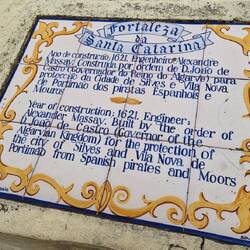 Fortaleza
da
Santa Catarina
Ano de construção: 1621. Engenheiro: Alexandre
Massay. Construída por ordem de D. João de
Castro (Governador do Reino do Algarve) para
protecção da Cidade de Silves e Vila Nova
de Portimão dos piratas Espanhois e
Mouros
Year of construction: 1621. Engineer:
Alexander Massay. Built by the order of
D. João de Castro (Governor of the
Algarvian Kingdom) for the protection of
the city of Silves and Vila Nova de
Portimão from Spanish pirates and Moors